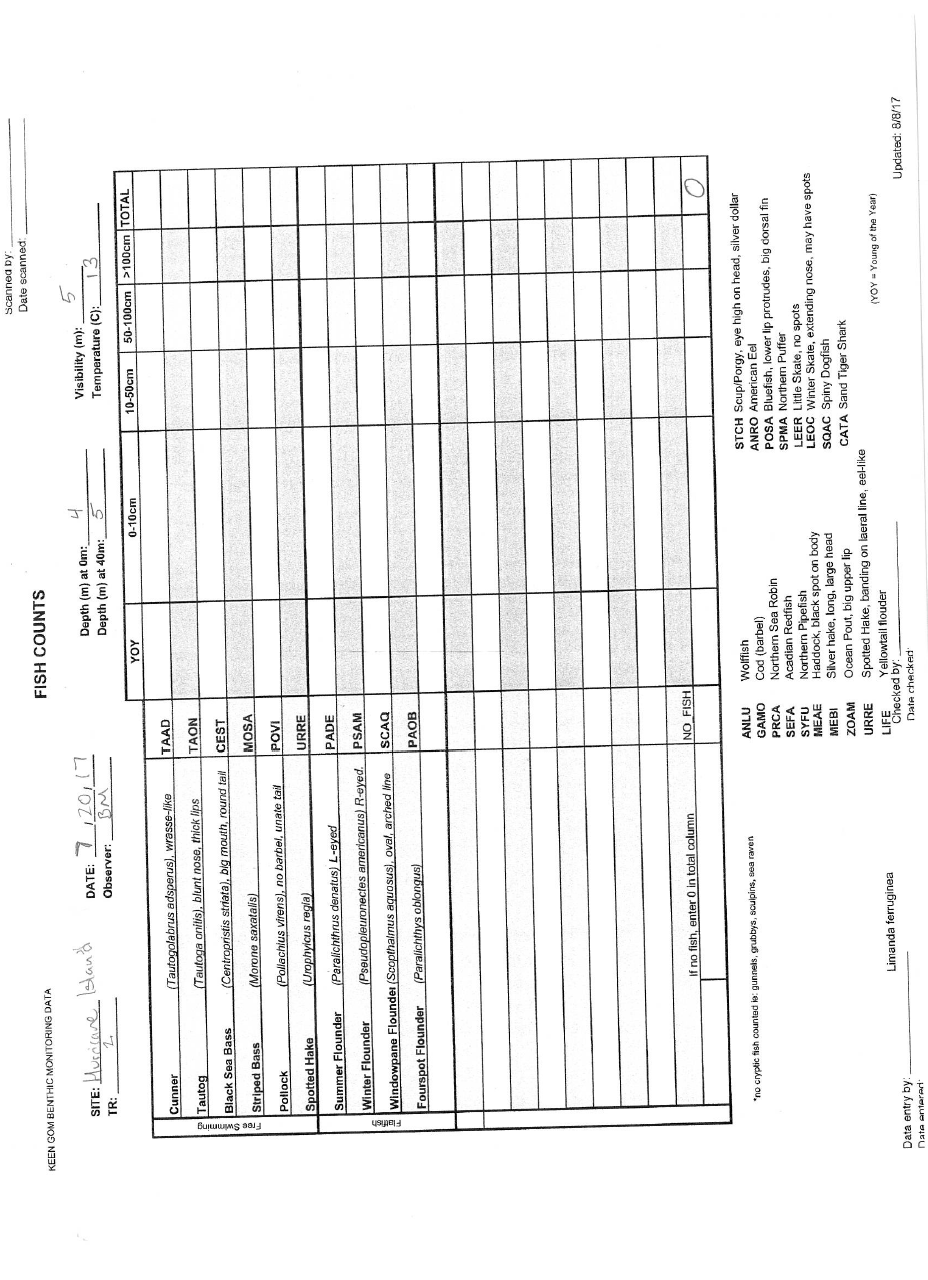 Scanned by:
Date scanned:
KEEN GOM BENTHIC MONITORING DATA
FISH COUNTS
SITE: Hurricane Island
DATE: 7/20/17
Depth (m) at 0m: 4
Visibility (m): 5
TR: 2
Observer: BM
Depth (m) at 40m: 5
Temperature (C): 13
YOY 0-10cm 10-50cm 50-100cm >100cm TOTAL
Free Swimming
Cunner (Tautogolabrus adsperus), wrasse-like TAAD
Tautog (Tautoga onitis), blunt nose, thick lips TAON
Black Sea Bass (Centropristis striata), big mouth, round tail CEST
Striped Bass (Morone saxatalis) MOSA
Pollock (Pollachius virens), no barbel, unate tail POVI
Spotted Hake (Urophyicus regla) URRE
Flatfish
Summer Flounder (Paralichthrus denatus) L-eyed PADE
Winter Flounder (Pseudopleuronectes americanus) R-eyed, PSAM
Windowpane Flounder (Scopthalmus aquosus), oval, arched line SCAQ
Fourspot Flounder (Paralichthys oblongus) PAOB
If no fish, enter 0 in total column NO_FISH 0
*no cryptic fish counted ie: gunnels, grubbys, sculpins, sea raven
ANLU Wolffish
GAMO Cod (barbel)
PRCA Northern Sea Robin
SEFA Acadian Redfish
SYFU Northern Pipefish
MEAE Haddock, black spot on body
MEBI Silver hake, long, large head
ZOAM Ocean Pout, big upper lip
URRE Spotted Hake, banding on laeral line, eel-like
LIFE Yellowtail flouder
Limanda ferruginea
STCH Scup/Porgy, eye high on head, silver dollar
ANRO American Eel
POSA Bluefish, lower lip protrudes, big dorsal fin
SPMA Northern Puffer
LEER Little Skate, no spots
LEOC Winter Skate, extending nose, may have spots
SQAC Spiny Dogfish
CATA Sand Tiger Shark
(YOY = Young of the Year)
Data entry by:
Date entered:
Checked by:
Date checked:
Updated: 8/8/17